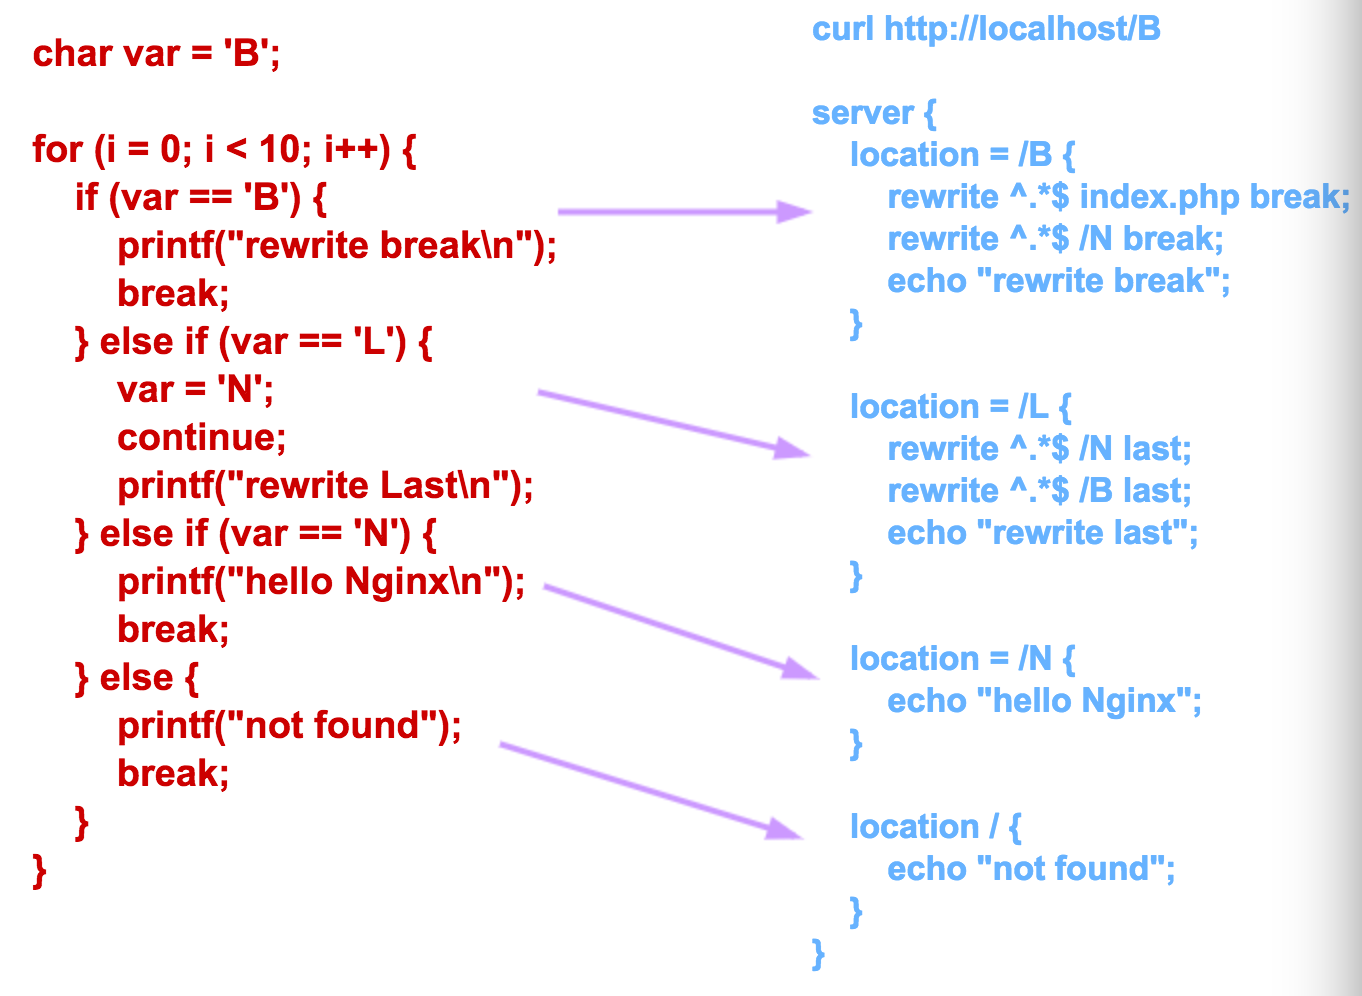 char var = 'B';
for (i = 0; i < 10; i++) {
if (var == 'B') {
printf("rewrite break\n");
break;
} else if (var == 'L') {
var = 'N';
continue;
printf("rewrite Last\n");
} else if (var == 'N') {
printf("hello Nginx\n");
break;
} else {
printf("not found");
break;
}
}
curl http://localhost/B
server {
location = /B {
rewrite ^.*$ index.php break;
rewrite ^.*$ /N break;
echo "rewrite break";
}
location = /L {
rewrite ^.*$ /N last;
rewrite ^.*$ /B last;
echo "rewrite last";
}
location = /N {
echo "hello Nginx";
}
location / {
echo "not found";
}
}